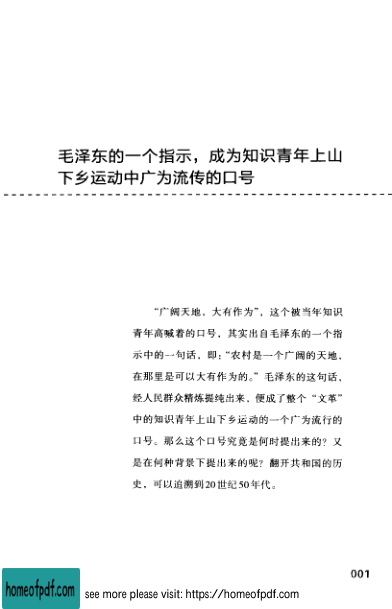 毛泽东的一个指示，成为知识青年上山
下乡运动中广为流传的口号
“广阔天地，大有作为”，这个被当年知识
青年高喊着的口号，其实出自毛泽东的一个指
示中的一句话，即：“农村是一个广阔的天地，
在那里是可以大有作为的。”毛泽东的这句话，
经人民群众精炼提纯出来，便成了整个“文革”
中的知识青年上山下乡运动的一个广为流行的
口号。那么这个口号究竟是何时提出来的？又
是在何种背景下提出来的呢？翻开共和国的历
史，可以追溯到20世纪50年代。
001
homeofpdf.com
see more please visit: https://homeofpdf.com